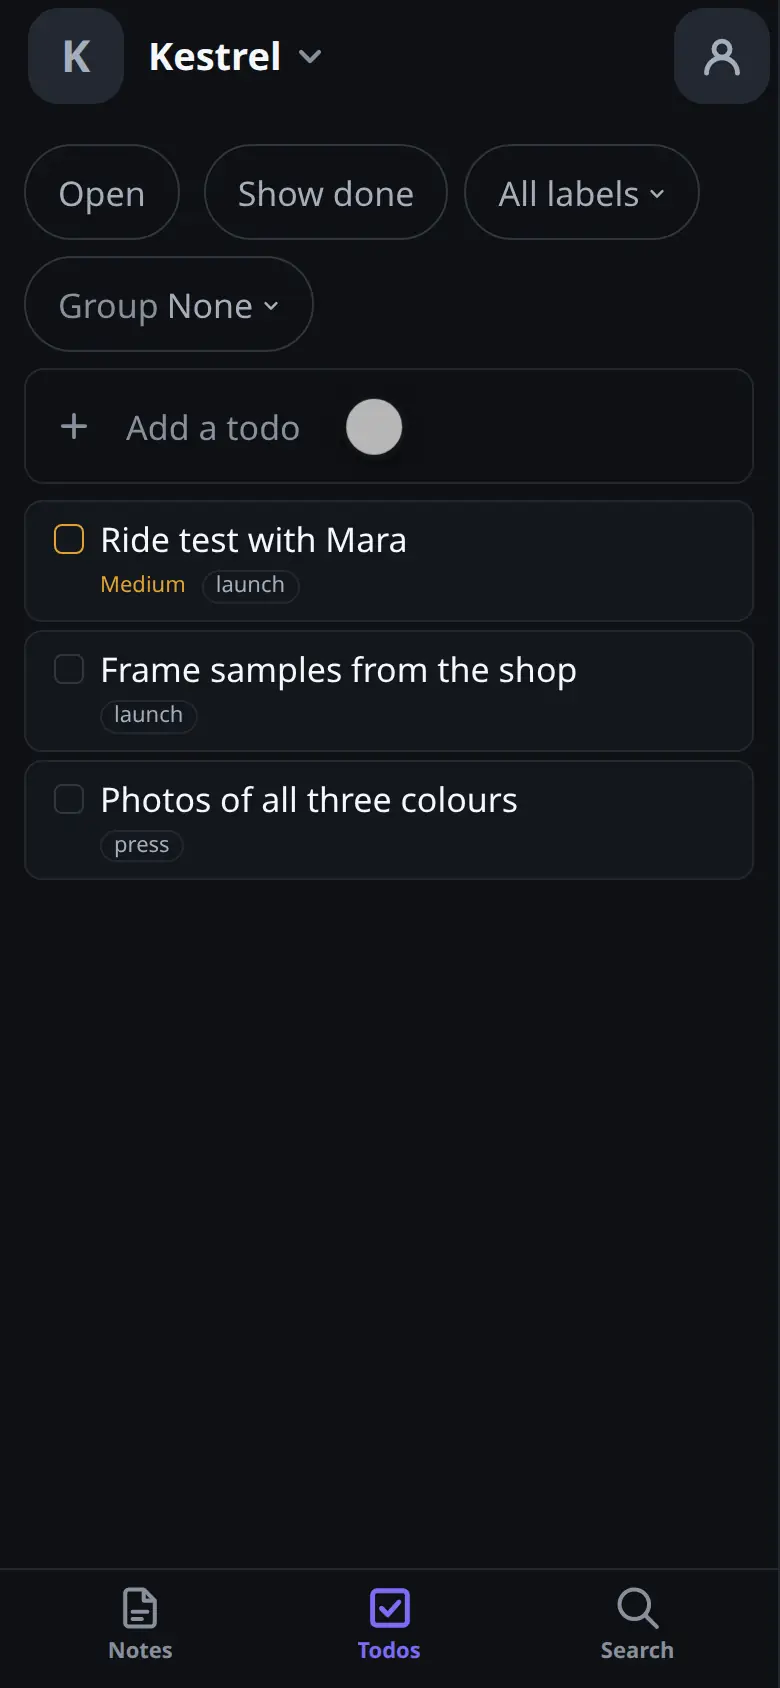 K Kestrel
Open Show done All labels
Group None
Add a todo
Ride test with Mara
Medium launch
Frame samples from the shop
launch
Photos of all three colours
press
Notes Todos Search